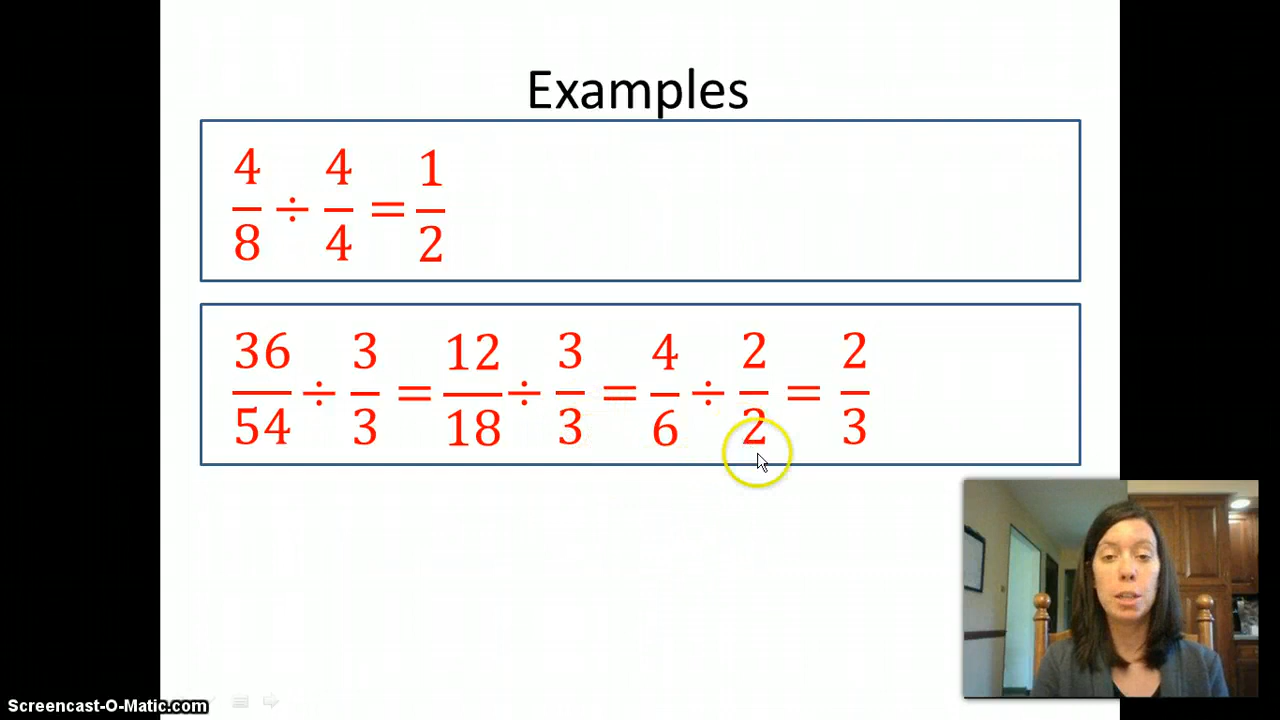 Examples
4/8 ÷ 4/4 = 1/2
36/54 ÷ 3/3 = 12/18 ÷ 3/3 = 4/6 ÷ 2/2 = 2/3
Screencast-O-Matic.com